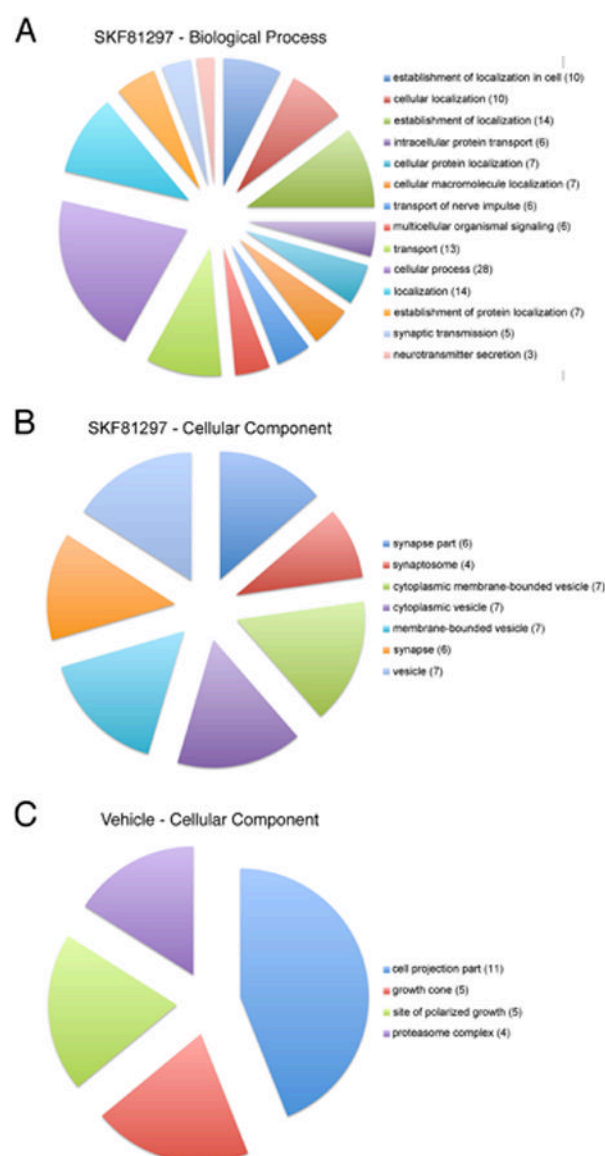 A
SKF81297 - Biological Process
establishment of localization in cell (10)
cellular localization (10)
establishment of localization (14)
intracellular protein transport (6)
cellular protein localization (7)
cellular macromolecule localization (7)
transport of nerve impulse (6)
multicellular organismal signaling (6)
transport (13)
cellular process (28)
localization (14)
establishment of protein localization (7)
synaptic transmission (5)
neurotransmitter secretion (3)
B
SKF81297 - Cellular Component
synapse part (6)
synaptosome (4)
cytoplasmic membrane-bounded vesicle (7)
cytoplasmic vesicle (7)
membrane-bounded vesicle (7)
synapse (6)
vesicle (7)
C
Vehicle - Cellular Component
cell projection part (11)
growth cone (5)
site of polarized growth (5)
proteasome complex (4)